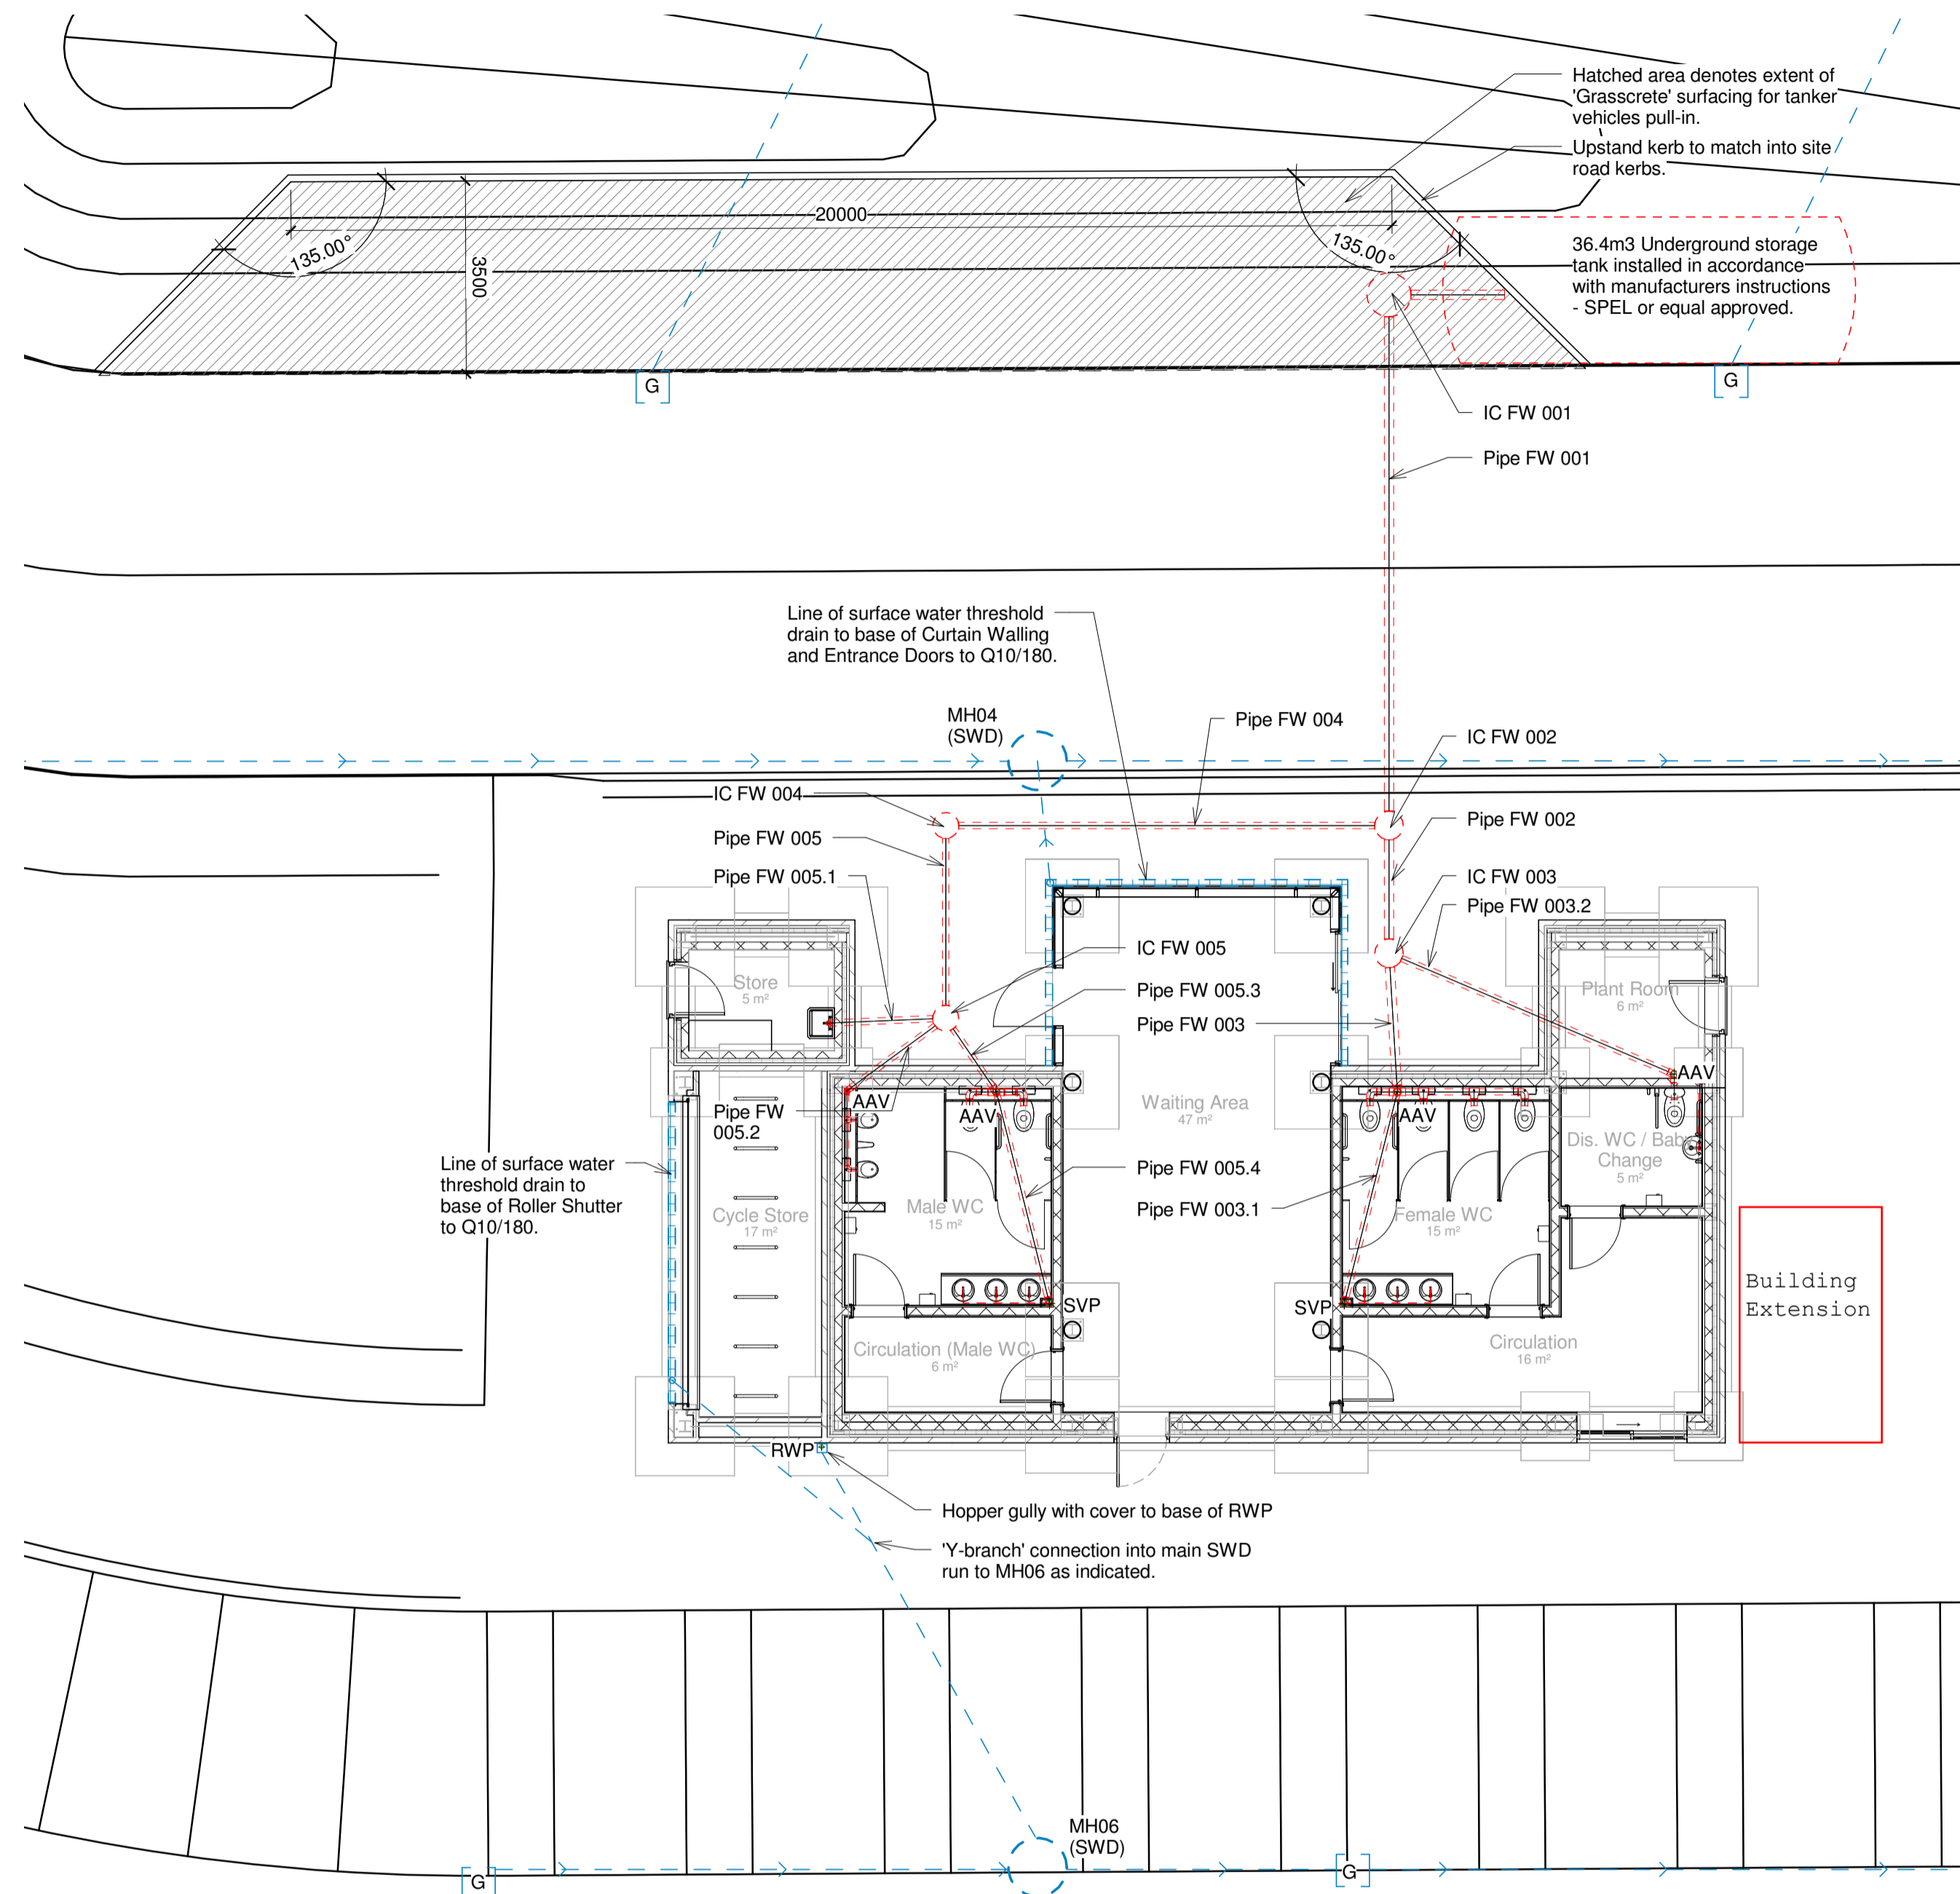 Hatched area denotes extent of
'Grasscrete' surfacing for tanker
vehicles pull-in.
Upstand kerb to match into site
road kerbs.
20000
135.00°
3500
135.00°
36.4m3 Underground storage
tank installed in accordance
with manufacturers instructions
- SPEL or equal approved.
G
G
IC FW 001
Pipe FW 001
Line of surface water threshold
drain to base of Curtain Walling
and Entrance Doors to Q10/180.
MH04
(SWD)
Pipe FW 004
IC FW 002
IC FW 004
Pipe FW 002
Pipe FW 005
Pipe FW 005.1
IC FW 003
Pipe FW 003.2
IC FW 005
Store
5 m²
Pipe FW 005.3
Plant Room
6 m²
Pipe FW 003
AAV
AAV
AAV
AAV
Pipe FW
005.2
Waiting Area
47 m²
Dis. WC / Baby
Change
5 m²
Line of surface water
threshold drain to
base of Roller Shutter
to Q10/180.
Pipe FW 005.4
Pipe FW 003.1
Male WC
15 m²
Cycle Store
17 m²
Female WC
15 m²
Building
Extension
SVP
SVP
Circulation (Male WC)
6 m²
Circulation
16 m²
RWP
Hopper gully with cover to base of RWP
'Y-branch' connection into main SWD
run to MH06 as indicated.
MH06
(SWD)
G
G